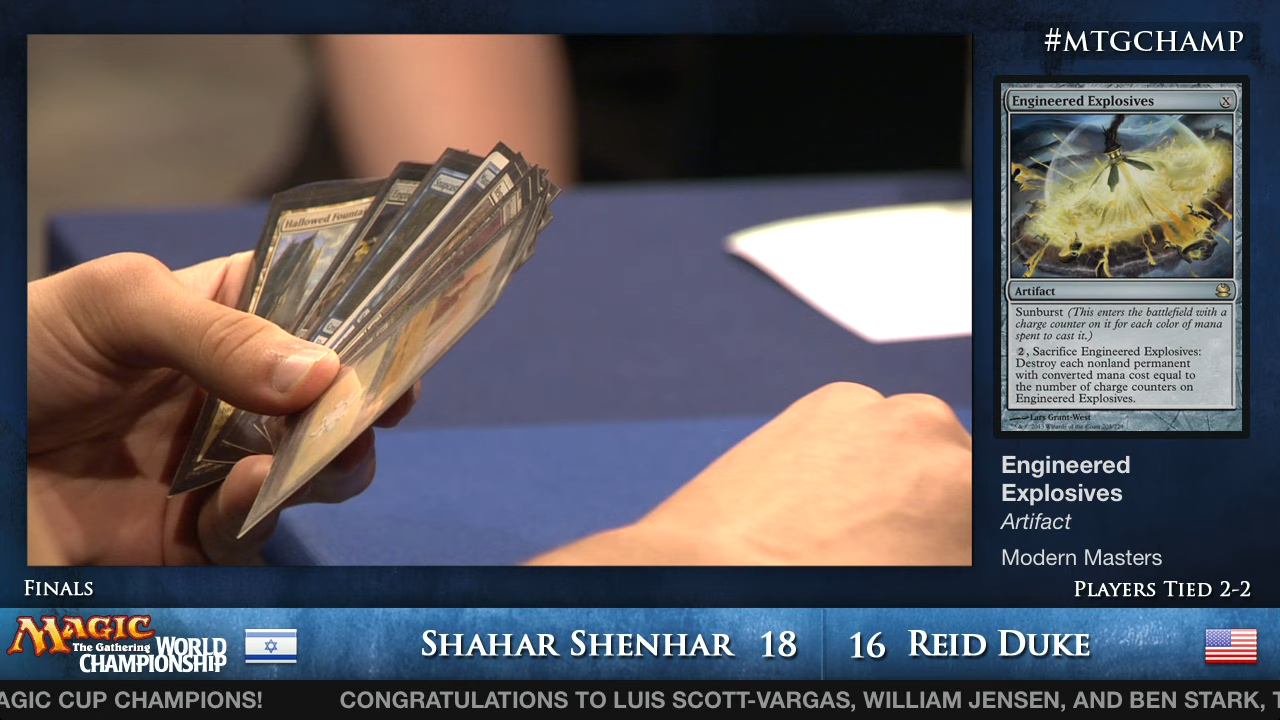 #MTGCHAMP
Hallowed Founta
Engineered Explosives X
Artifact
Sunburst (This enters the battlefield with a
charge counter on it for each color of mana
spent to cast it.)
2, Sacrifice Engineered Explosives:
Destroy each nonland permanent
with converted mana cost equal to
the number of charge counters on
Engineered Explosives.
Lars Grant-West
Engineered
Explosives
Artifact
Modern Masters
Finals
Players Tied 2-2
Magic
The Gathering
World
Championship
Shahar Shenhar 18 16 Reid Duke
AGIC CUP CHAMPIONS! CONGRATULATIONS TO LUIS SCOTT-VARGAS, WILLIAM JENSEN, AND BEN STARK,